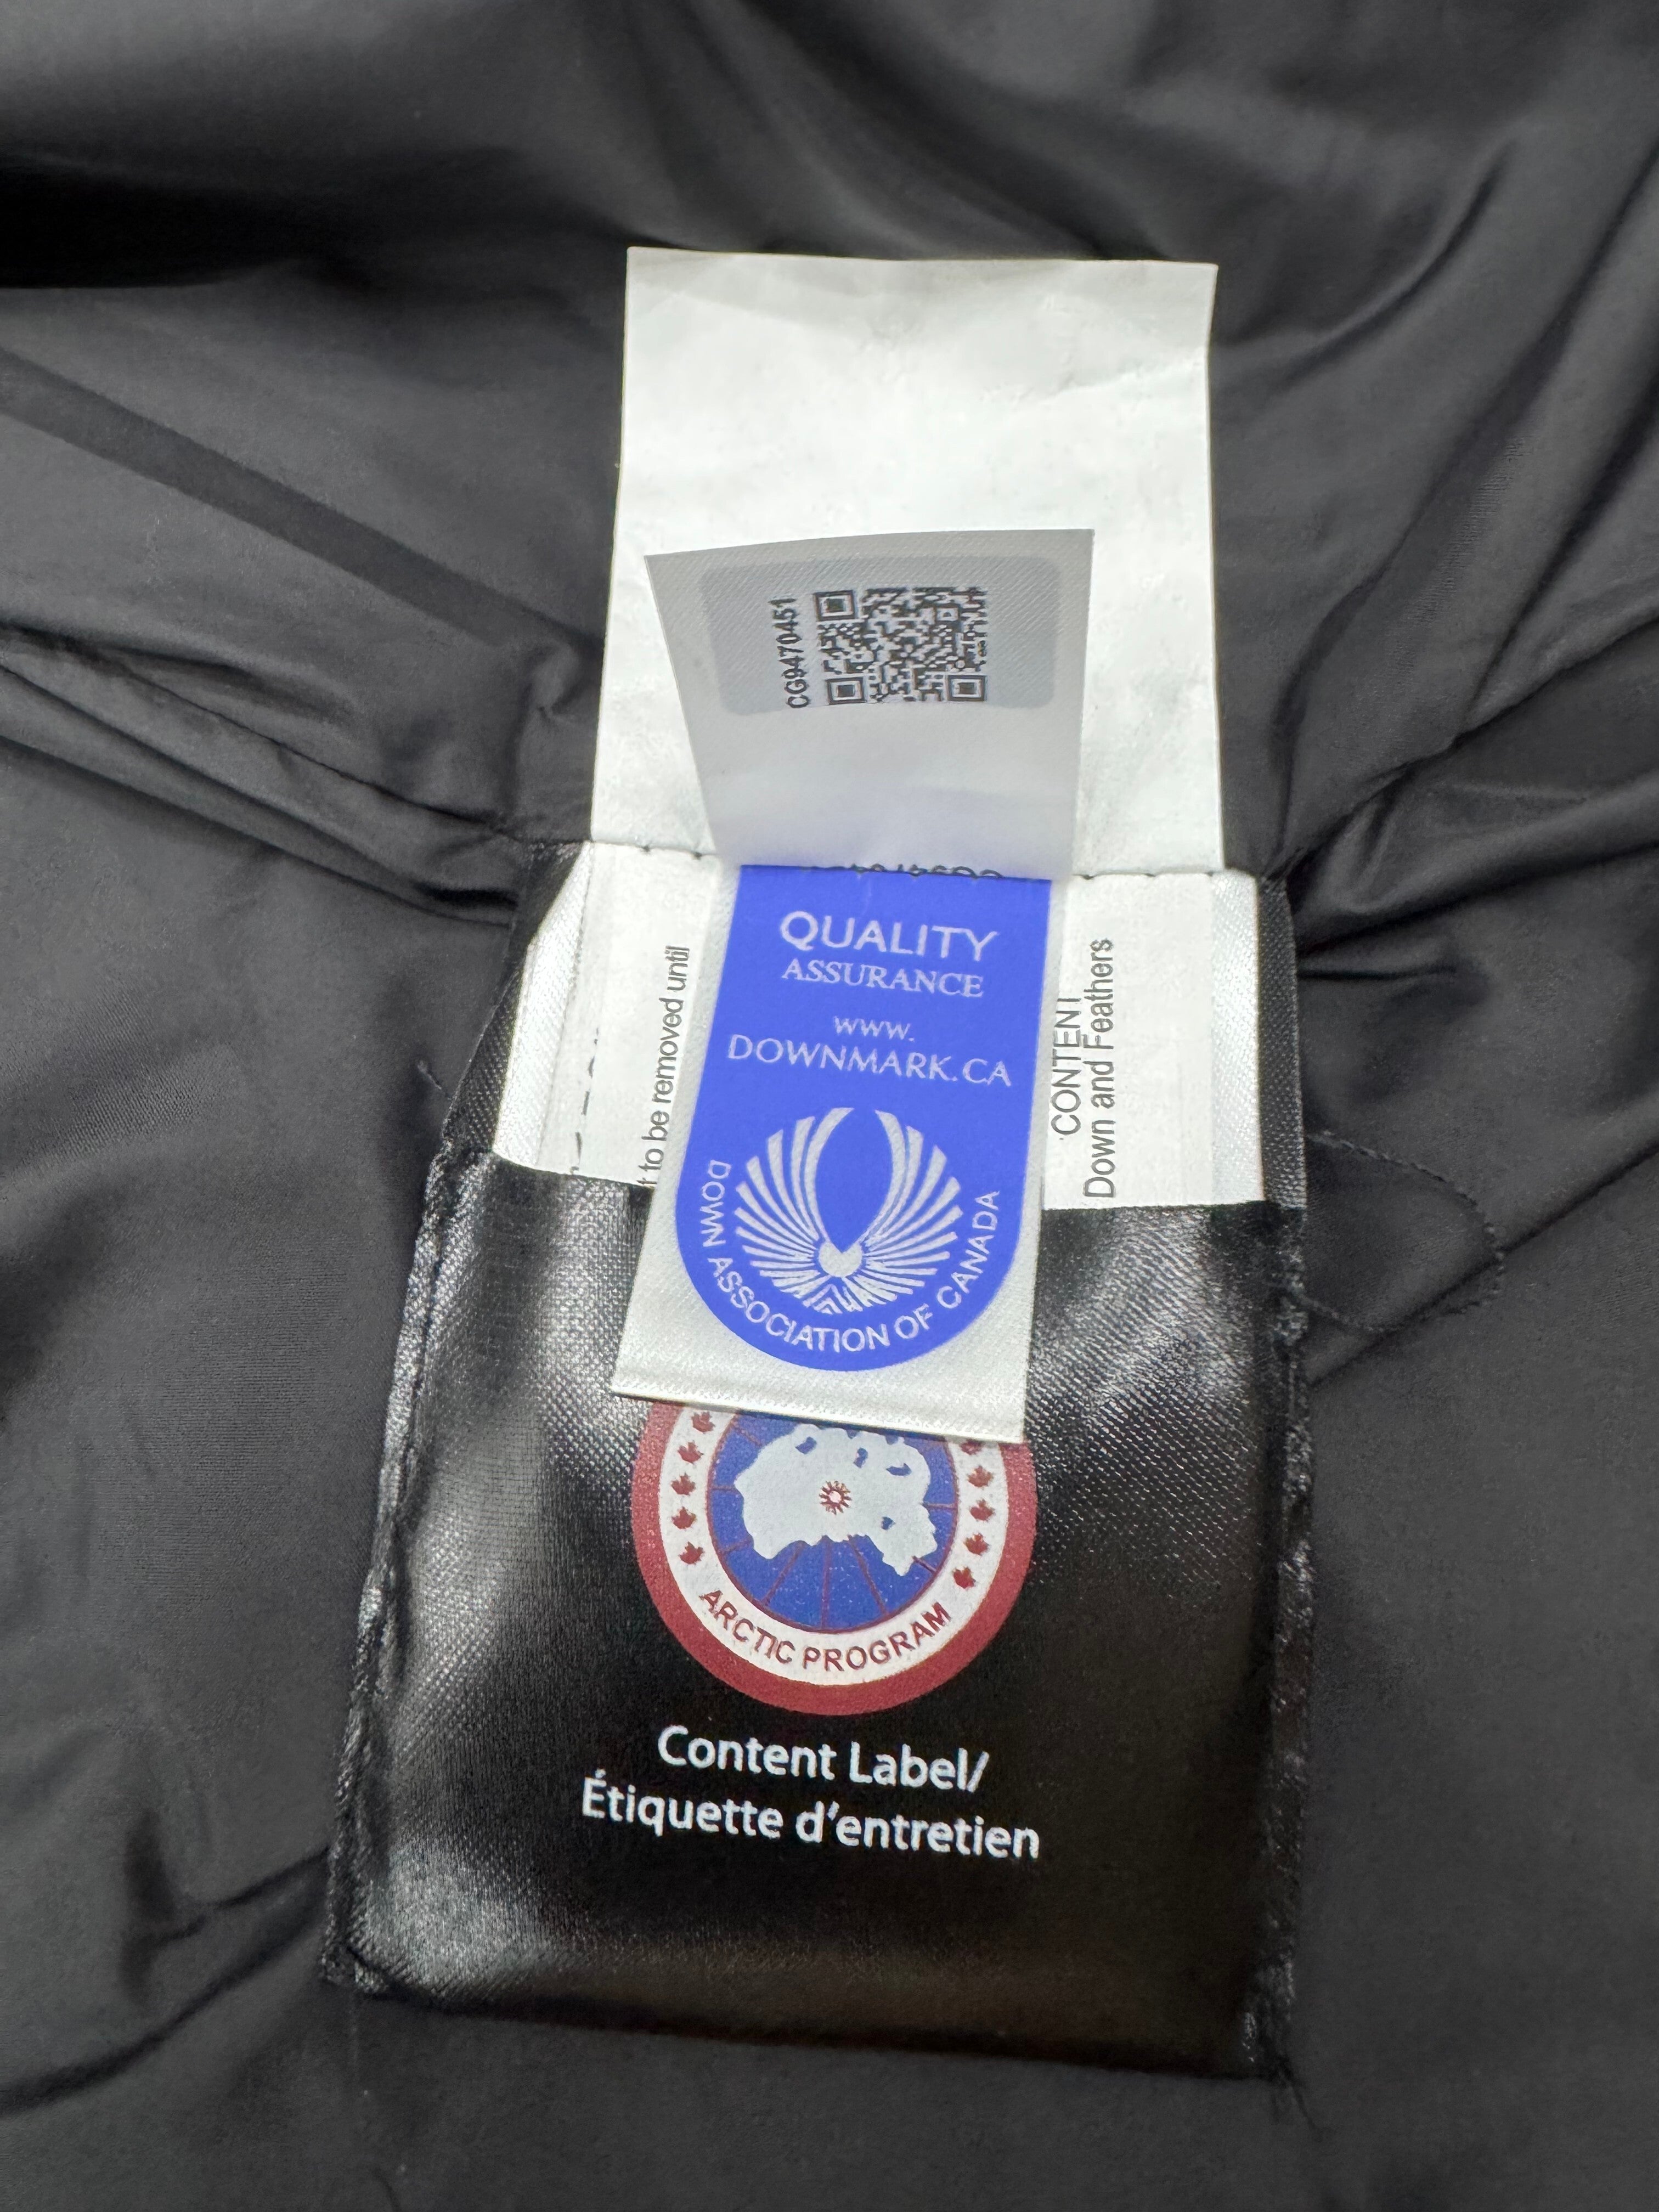 CG9470451
QUALITY
ASSURANCE
www.
DOWNMARK.CA
DOWN ASSOCIATION OF CANADA
to be removed until
CONTENT
Down and Feathers
ARCTIC PROGRAM
Content Label/
Étiquette d'entretien